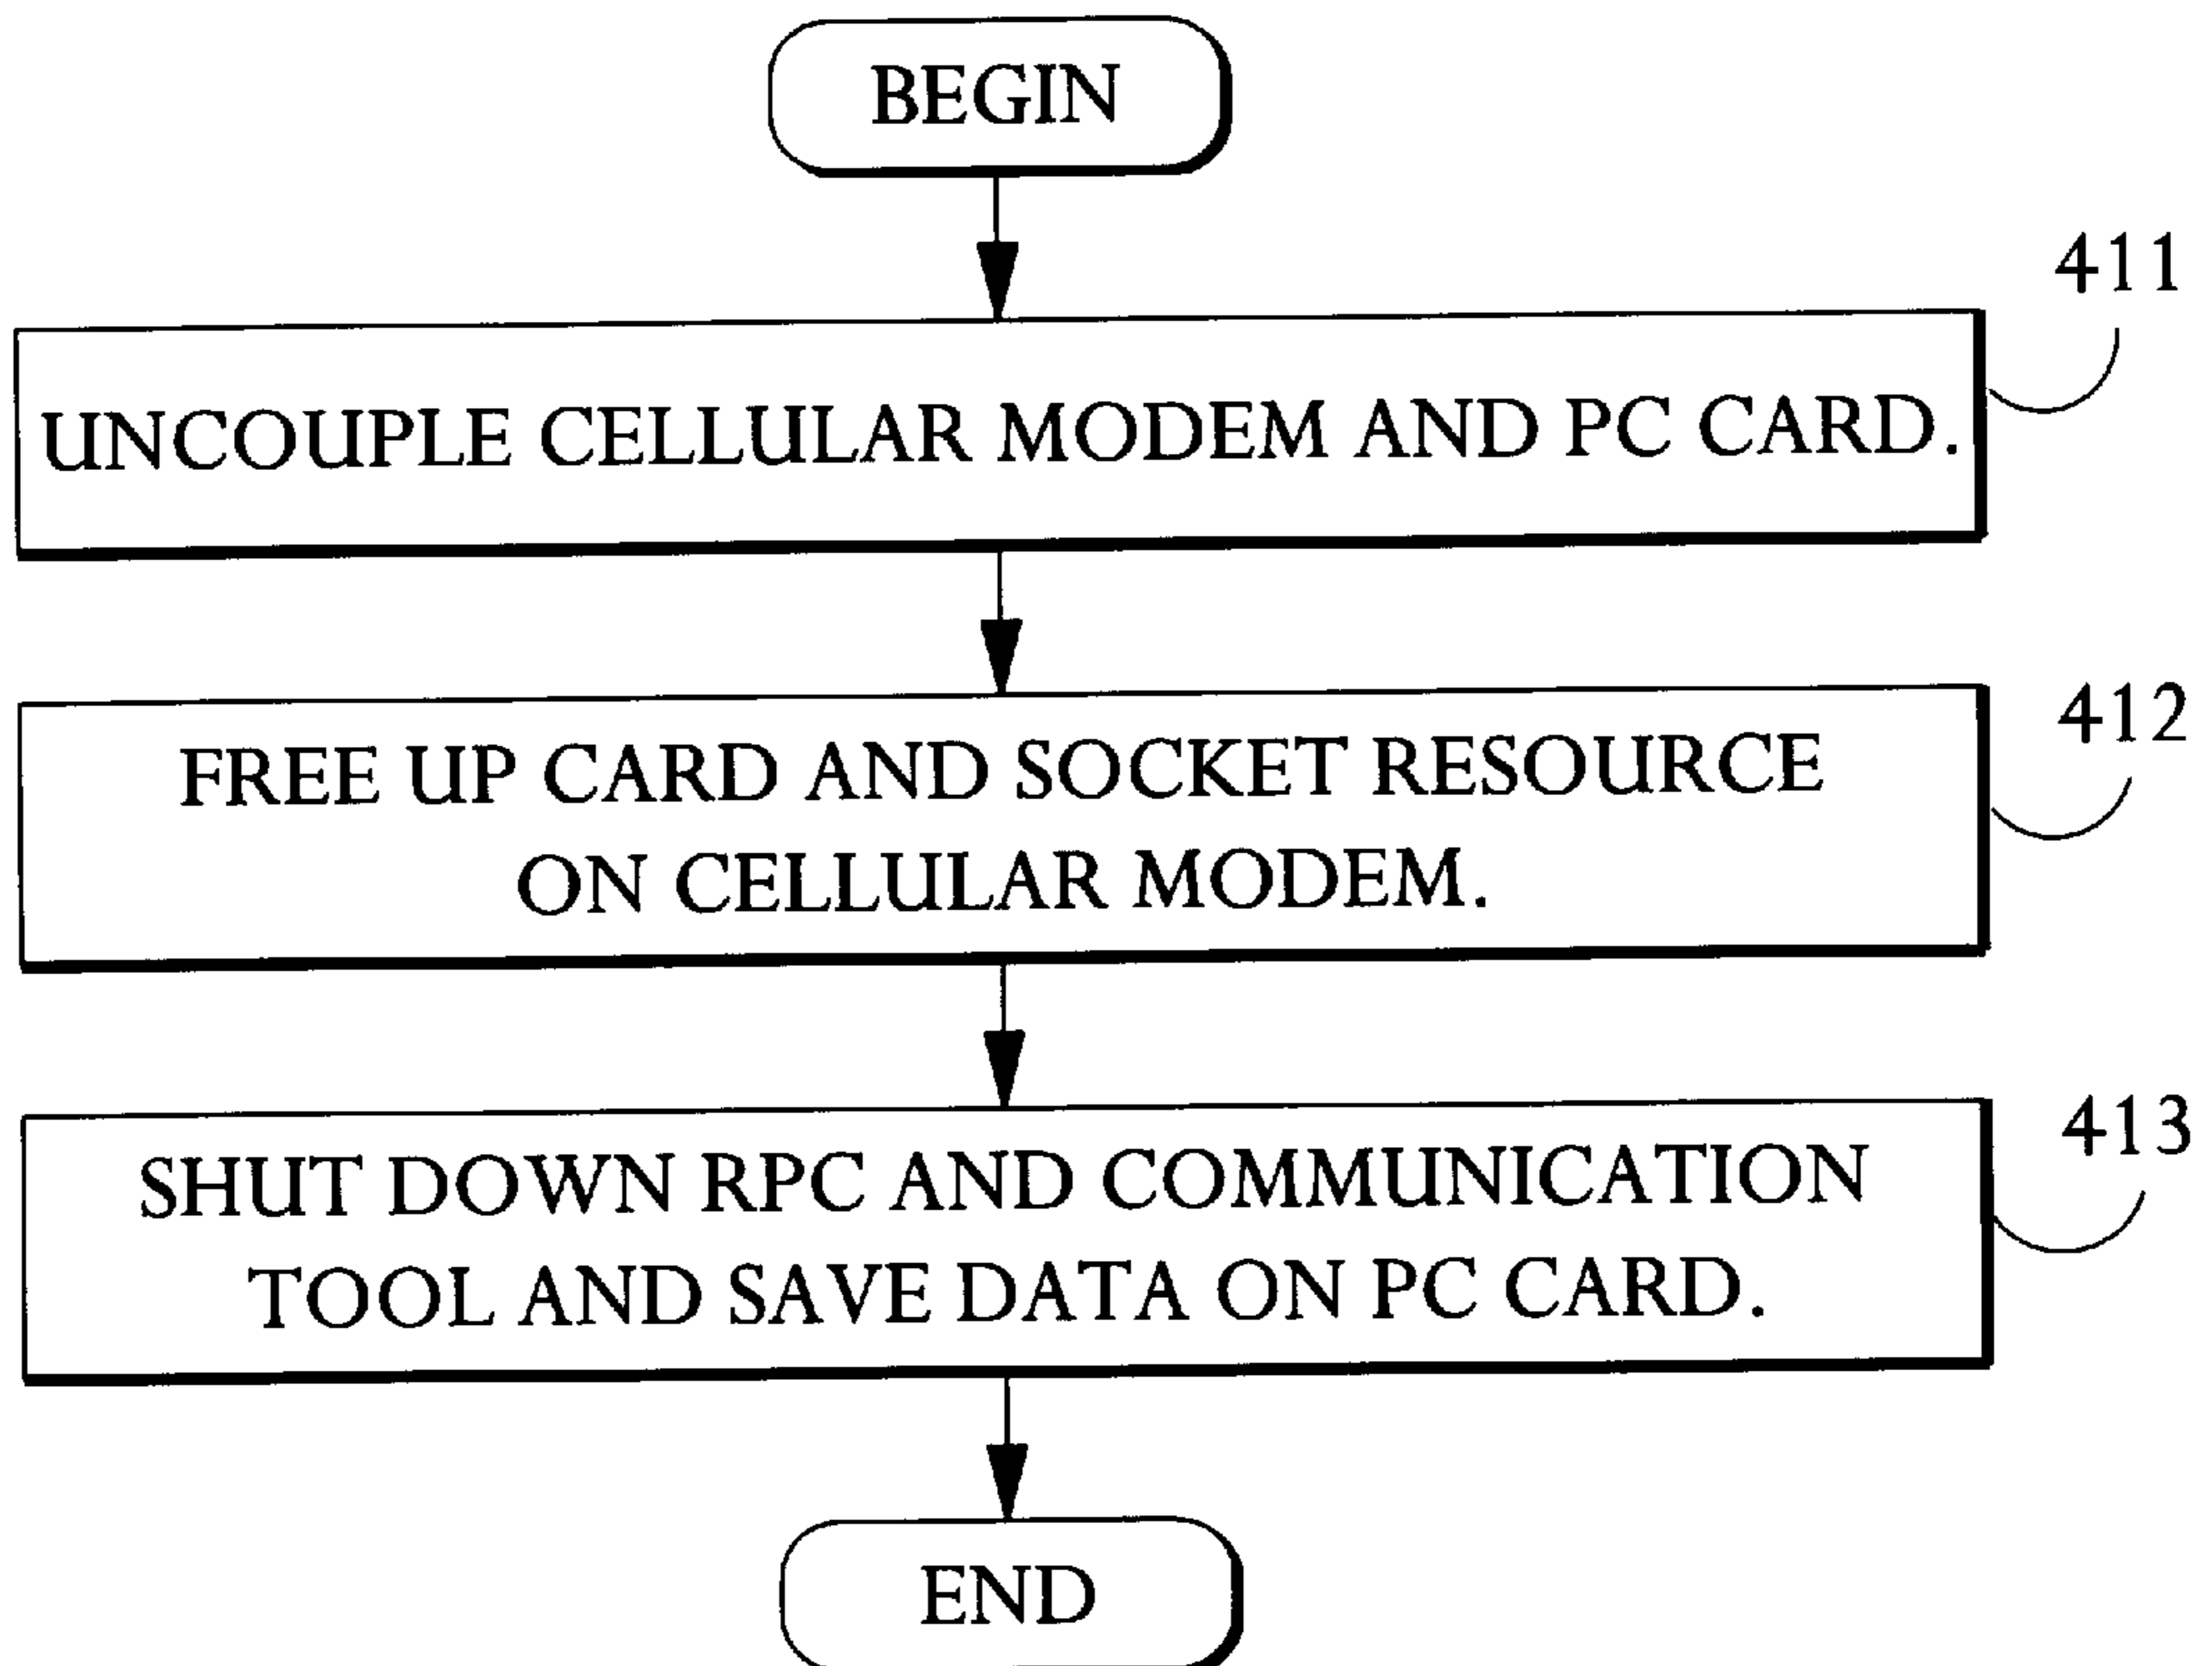 BEGIN
411
UNCOUPLE CELLULAR MODEM AND PC CARD.
412
FREE UP CARD AND SOCKET RESOURCE
ON CELLULAR MODEM.
413
SHUT DOWN RPC AND COMMUNICATION
TOOL AND SAVE DATA ON PC CARD.
END